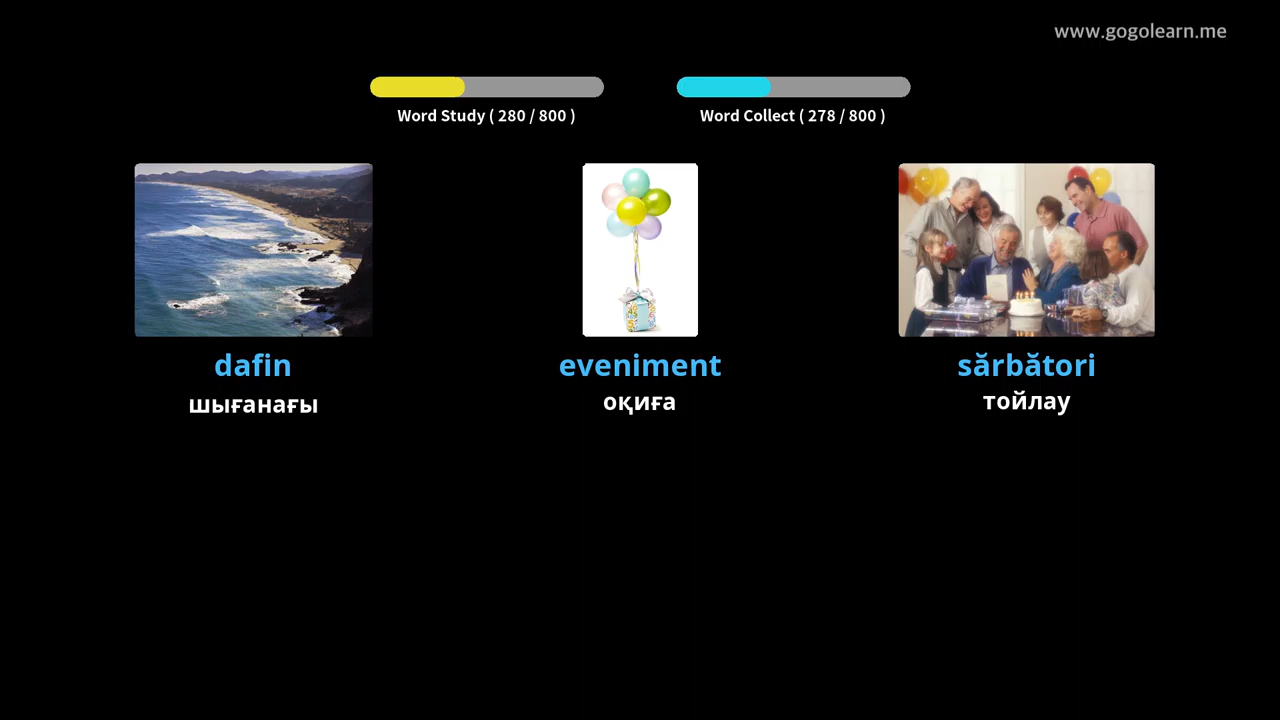 www.gogolearn.me
Word Study ( 280 / 800 )
Word Collect ( 278 / 800 )
dafin
eveniment
sărbători
шығанағы
оқиға
тойлау